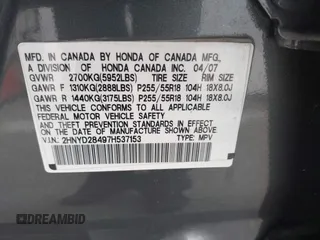 MFD. IN CANADA BY HONDA OF CANADA MFG.,
A DIVISION OF HONDA CANADA INC. 04/07
GVWR 2700KG(5952LBS) TIRE SIZE RIM SIZE
GAWR F 1310KG(2888LBS) P255/55R18 104H 18X8.0J
GAWR R 1440KG(3175LBS) P255/55R18 104H 18X8.0J
THIS VEHICLE CONFORMS TO ALL APPLICABLE
FEDERAL MOTOR VEHICLE SAFETY STANDARDS IN
EFFECT ON THE DATE OF MANUFACTURE SHOWN ABOVE.
V.I.N.: 2HNYD28497H537153 TYPE: MPV
DREAMBID